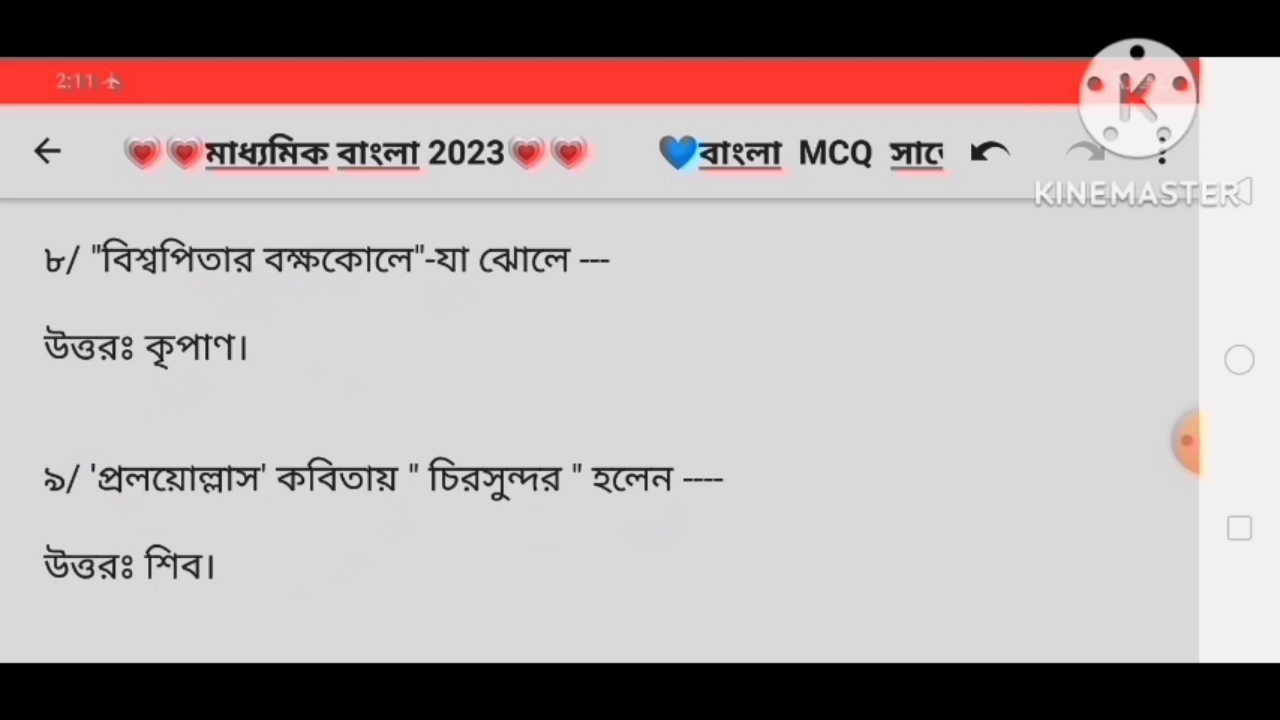 2:11
মাধ্যমিক বাংলা 2023 বাংলা MCQ সাে
KINEMASTER
৮/ "বিশ্বপিতার বক্ষকোলে"-যা ঝোলে ---
উত্তরঃ কৃপাণ।
৯/ 'প্রলয়োল্লাস' কবিতায় " চিরসুন্দর " হলেন ----
উত্তরঃ শিব।